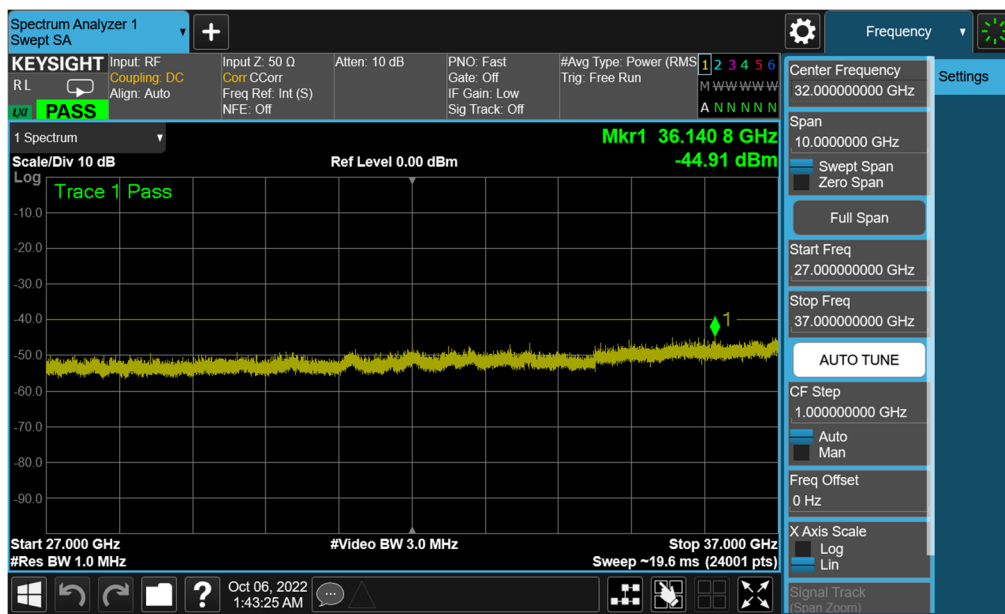 Spectrum Analyzer 1
Swept SA
Frequency
KEYSIGHT
R L
LXI
PASS
Input: RF
Coupling: DC
Align: Auto
Input Z: 50 Ω
Corr CCorr
Freq Ref: Int (S)
NFE: Off
Atten: 10 dB
PNO: Fast
Gate: Off
IF Gain: Low
Sig Track: Off
#Avg Type: Power (RMS
Trig: Free Run
1 2 3 4 5 6
M W W W W W
A N N N N N
1 Spectrum
Mkr1 36.140 8 GHz
-44.91 dBm
Scale/Div 10 dB
Ref Level 0.00 dBm
Log
Trace 1 Pass
-10.0
-20.0
-30.0
-40.0
-50.0
-60.0
-70.0
-80.0
-90.0
1
Start 27.000 GHz
#Video BW 3.0 MHz
Stop 37.000 GHz
#Res BW 1.0 MHz
Sweep ~19.6 ms (24001 pts)
?
Oct 06, 2022
1:43:25 AM
Center Frequency
32.000000000 GHz
Span
10.0000000 GHz
Swept Span
Zero Span
Full Span
Start Freq
27.000000000 GHz
Stop Freq
37.000000000 GHz
AUTO TUNE
CF Step
1.000000000 GHz
Auto
Man
Freq Offset
0 Hz
X Axis Scale
Log
Lin
Signal Track
(Span Zoom)
Settings